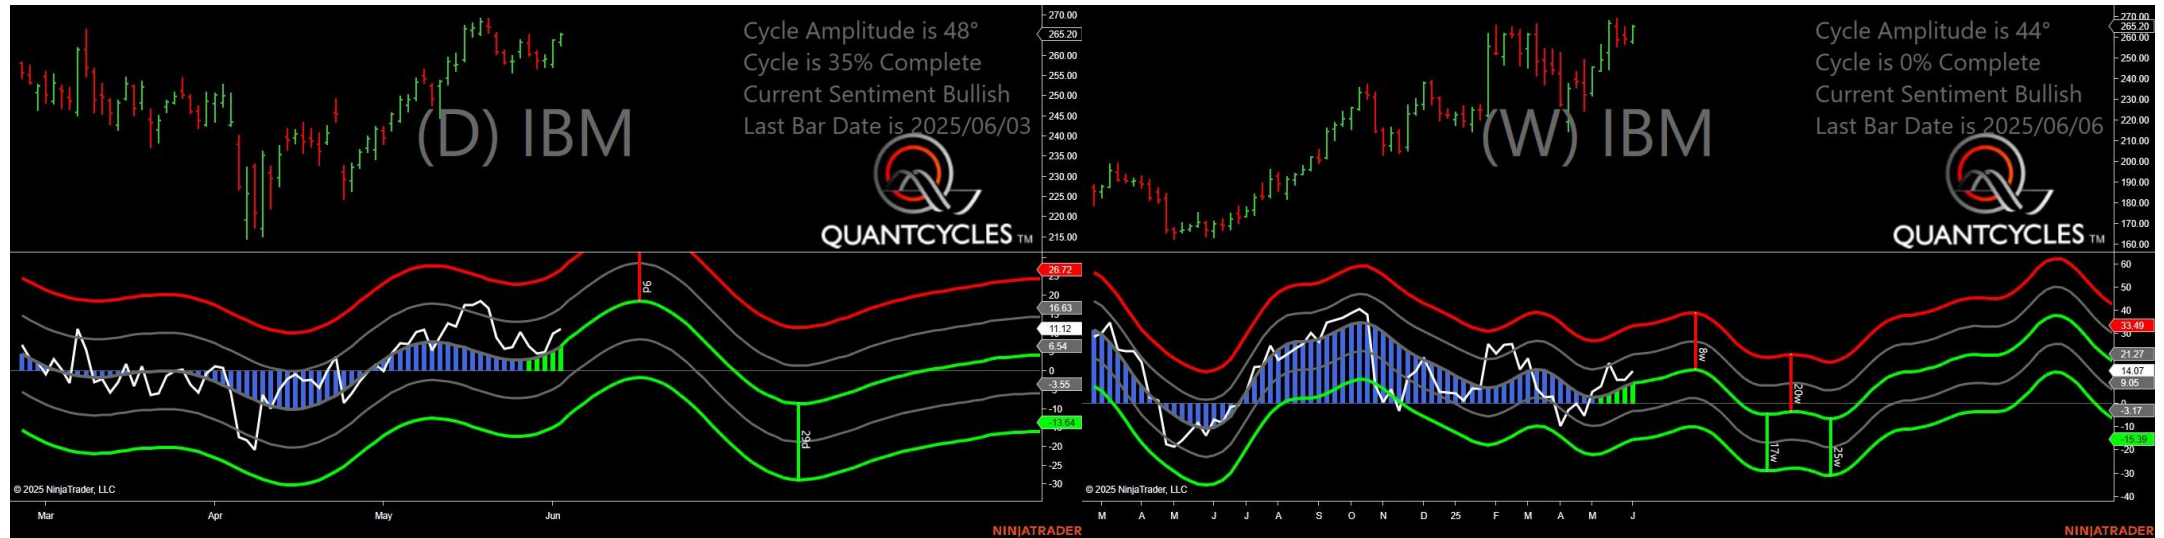 Cycle Amplitude is 48°
Cycle is 35% Complete
Current Sentiment Bullish
Last Bar Date is 2025/06/03
(D) IBM
QUANTCYCLES TM
270.00
265.20
260.00
255.00
250.00
245.00
240.00
235.00
230.00
225.00
220.00
215.00
9d
29d
26.72
20
16.63
11.12
6.54
0
-3.55
-10
-13.64
-20
-25
-30
© 2025 NinjaTrader, LLC
Mar Apr May Jun
NINJATRADER
Cycle Amplitude is 44°
Cycle is 0% Complete
Current Sentiment Bullish
Last Bar Date is 2025/06/06
(W) IBM
QUANTCYCLES TM
270.00
265.20
260.00
250.00
240.00
230.00
220.00
210.00
200.00
190.00
180.00
170.00
160.00
8w
20w
17w
25w
60
50
40
33.49
21.27
14.07
9.05
0
-3.17
-10
-15.39
-20
-30
-40
© 2025 NinjaTrader, LLC
M A M J J A S O N D 25 F M A M J
NINJATRADER